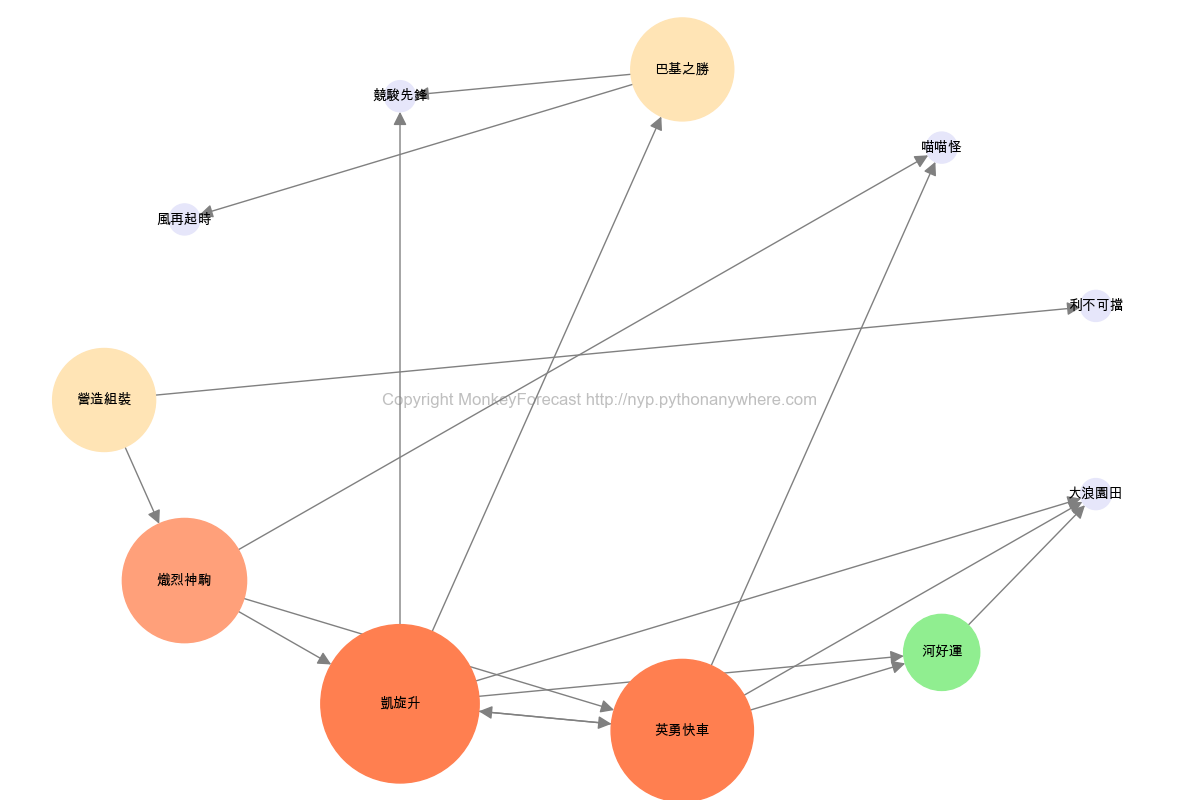 巴基之勝
競駿先鋒
喵喵怪
風再起時
利不可擋
營造組裝
Copyright MonkeyForecast http://nyp.pythonanywhere.com
大浪園田
熾烈神駒
河好運
凱旋升
英勇快車